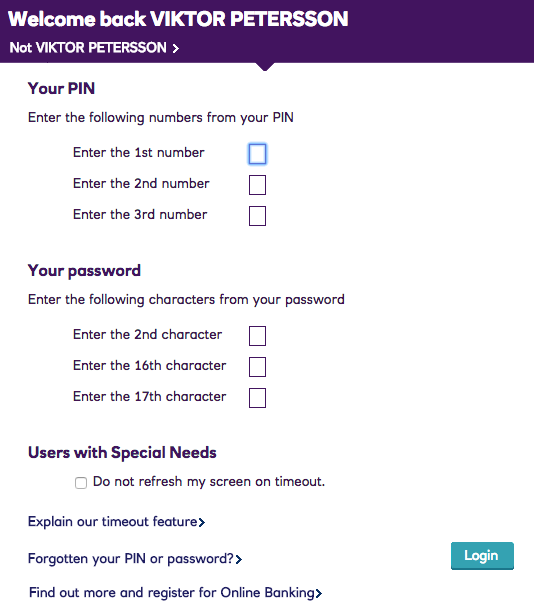 Welcome back VIKTOR PETERSSON
Not VIKTOR PETERSSON >
Your PIN
Enter the following numbers from your PIN
Enter the 1st number
Enter the 2nd number
Enter the 3rd number
Your password
Enter the following characters from your password
Enter the 2nd character
Enter the 16th character
Enter the 17th character
Users with Special Needs
Do not refresh my screen on timeout.
Explain our timeout feature>
Forgotten your PIN or password?>
Login
Find out more and register for Online Banking>